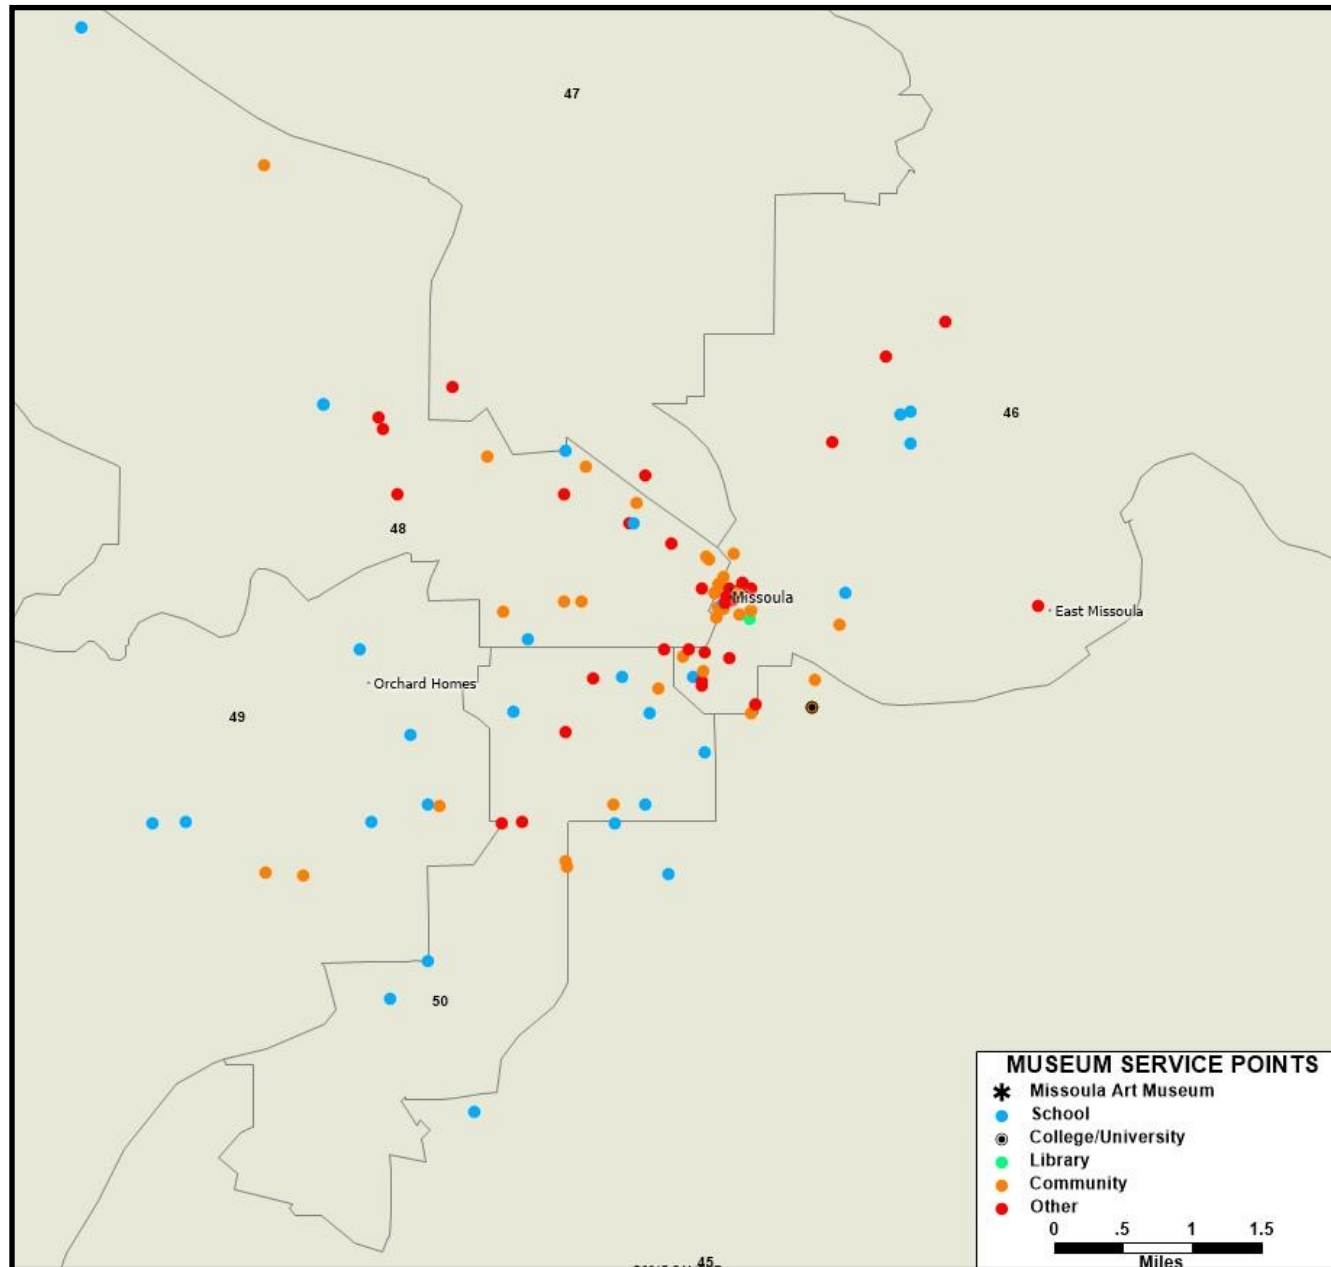 47
46
48
Missoula
East Missoula
Orchard Homes
49
50
45
MUSEUM SERVICE POINTS
Missoula Art Museum
School
College/University
Library
Community
Other
0 .5 1 1.5
Miles